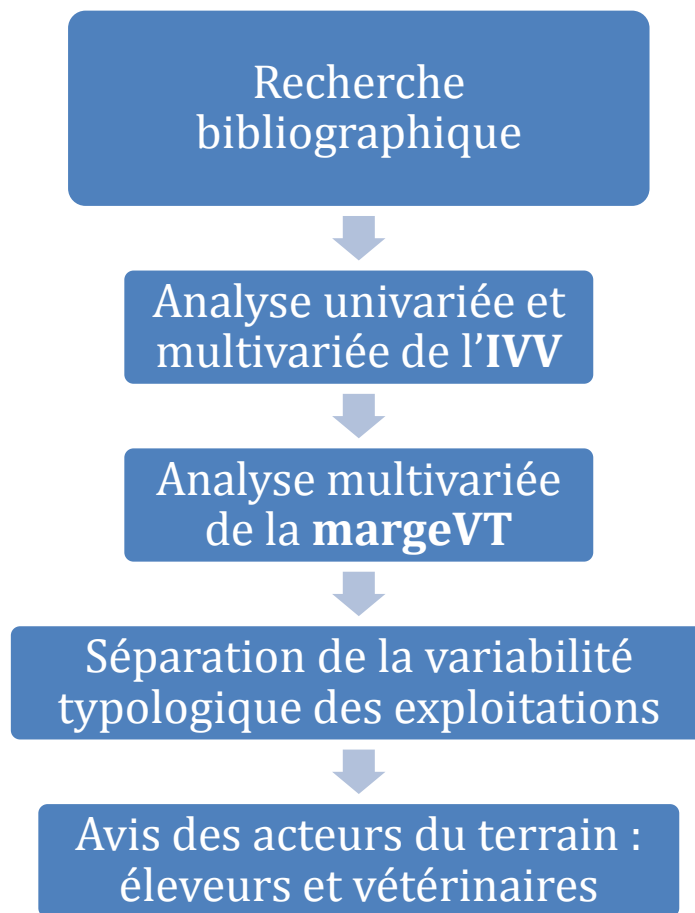 Recherche
bibliographique
Analyse univariée et
multivariée de l’IVV
Analyse multivariée
de la margeVT
Séparation de la variabilité
typologique des exploitations
Avis des acteurs du terrain :
éleveurs et vétérinaires